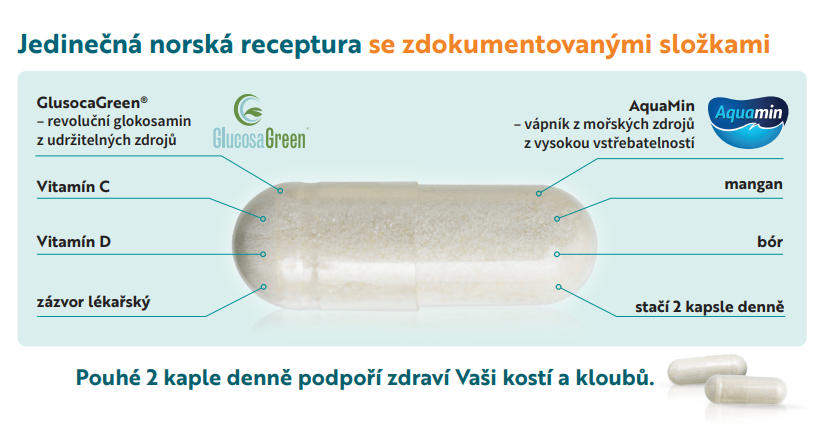 Jedinečná norská receptura se zdokumentovanými složkami
GlusocaGreen®
– revoluční glokosamin
z udržitelných zdrojů
GlucosaGreen®
AquaMin
– vápník z mořských zdrojů
z vysokou vstřebatelností
Aquamin
Vitamín C
mangan
Vitamín D
bór
zázvor lékařský
stačí 2 kapsle denně
Pouhé 2 kaple denně podpoří zdraví Vaši kostí a kloubů.